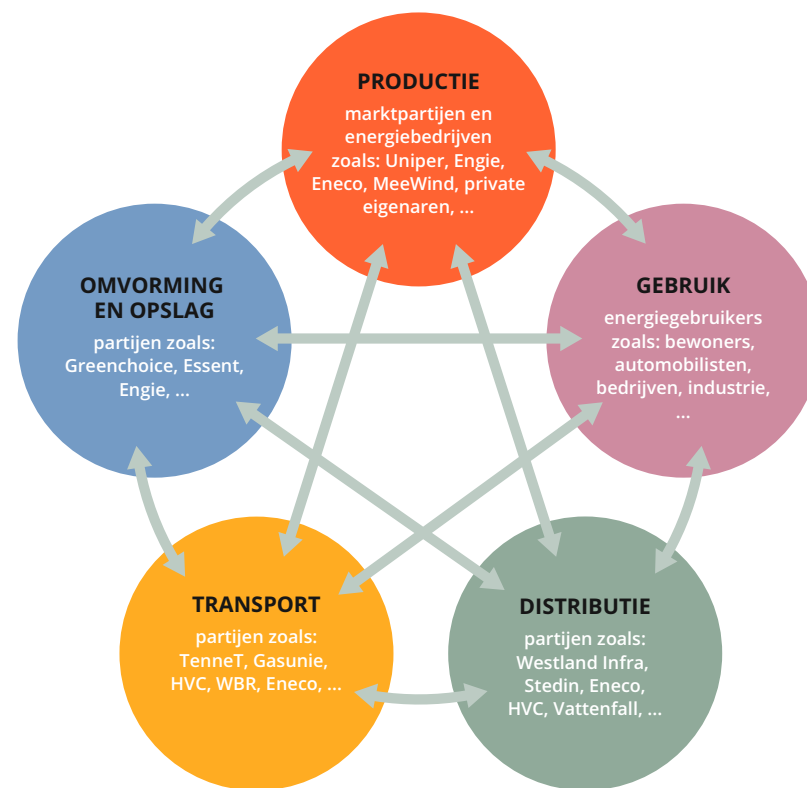 PRODUCTIE
marktpartijen en
energiebedrijven
zoals: Uniper, Engie,
Eneco, MeeWind, private
eigenaren, ...
OMVORMING
EN OPSLAG
partijen zoals:
Greenchoice, Essent,
Engie, ...
GEBRUIK
energiegebruikers
zoals: bewoners,
automobilisten,
bedrijven, industrie,
...
TRANSPORT
partijen zoals:
TenneT, Gasunie,
HVC, WBR, Eneco, ...
DISTRIBUTIE
partijen zoals:
Westland Infra,
Stedin, Eneco,
HVC, Vattenfall, ...